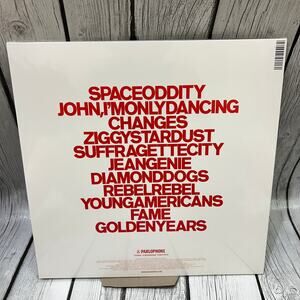 SPACEODDITY
JOHN,I'MONLYDANCING
CHANGES
ZIGGYSTARDUST
SUFFRAGETTECITY
JEANGENIE
DIAMONDDOGS
REBELREBEL
YOUNGAMERICANS
FAME
GOLDENYEARS
PARLOPHONE